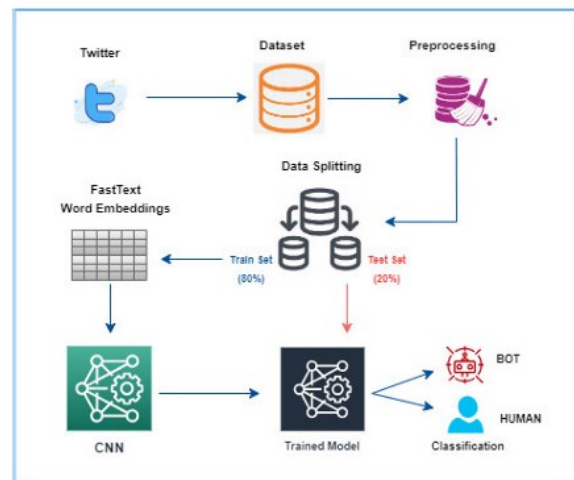 Twitter
Dataset
Preprocessing
Data Splitting
FastText
Word Embeddings
Train Set
(80%)
Test Set
(20%)
BOT
HUMAN
CNN
Trained Model
Classification